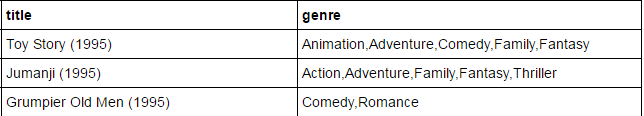 title genre
Toy Story (1995) Animation,Adventure,Comedy,Family,Fantasy
Jumanji (1995) Action,Adventure,Family,Fantasy,Thriller
Grumpier Old Men (1995) Comedy,Romance